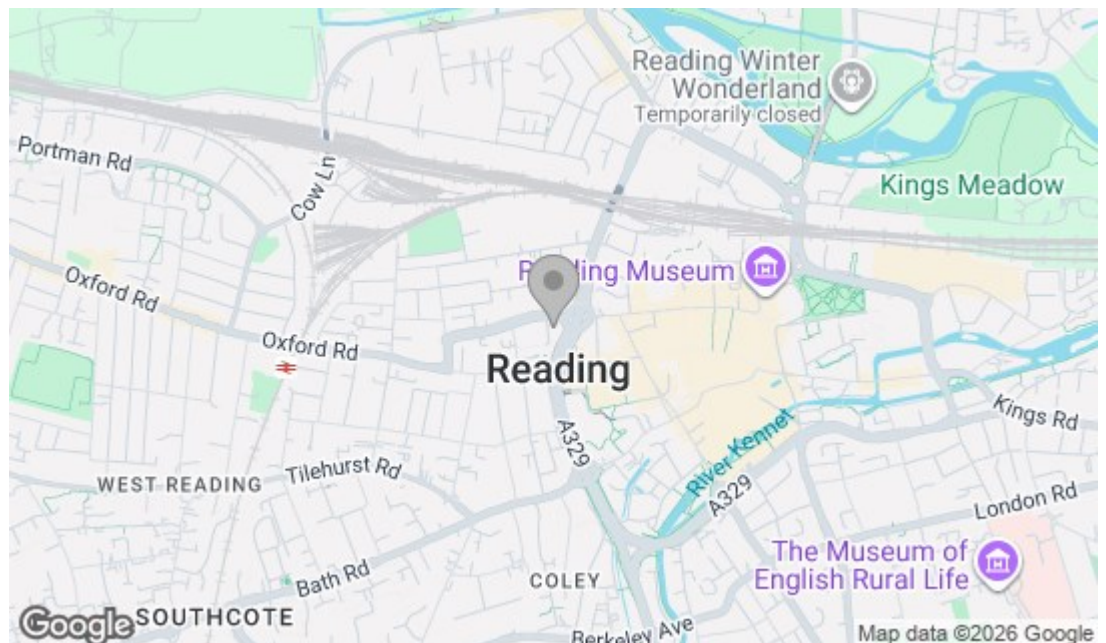 Reading Winter
Wonderland
Temporarily closed
Portman Rd
Cow Ln
Kings Meadow
Reading Museum
Oxford Rd
Oxford Rd
Reading
Kings Rd
A329
River Kennet
Tilehurst Rd
WEST READING
A329
London Rd
Bath Rd
The Museum of
English Rural Life
COLEY
SOUTHCOTE
Berkeley Ave
Google
Map data ©2026 Google